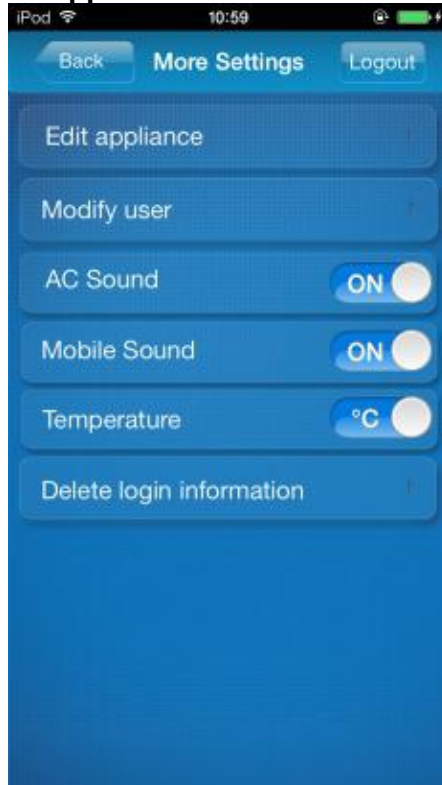 iPod 10:59
Back More Settings Logout
Edit appliance
Modify user
AC Sound ON
Mobile Sound ON
Temperature °C
Delete login information